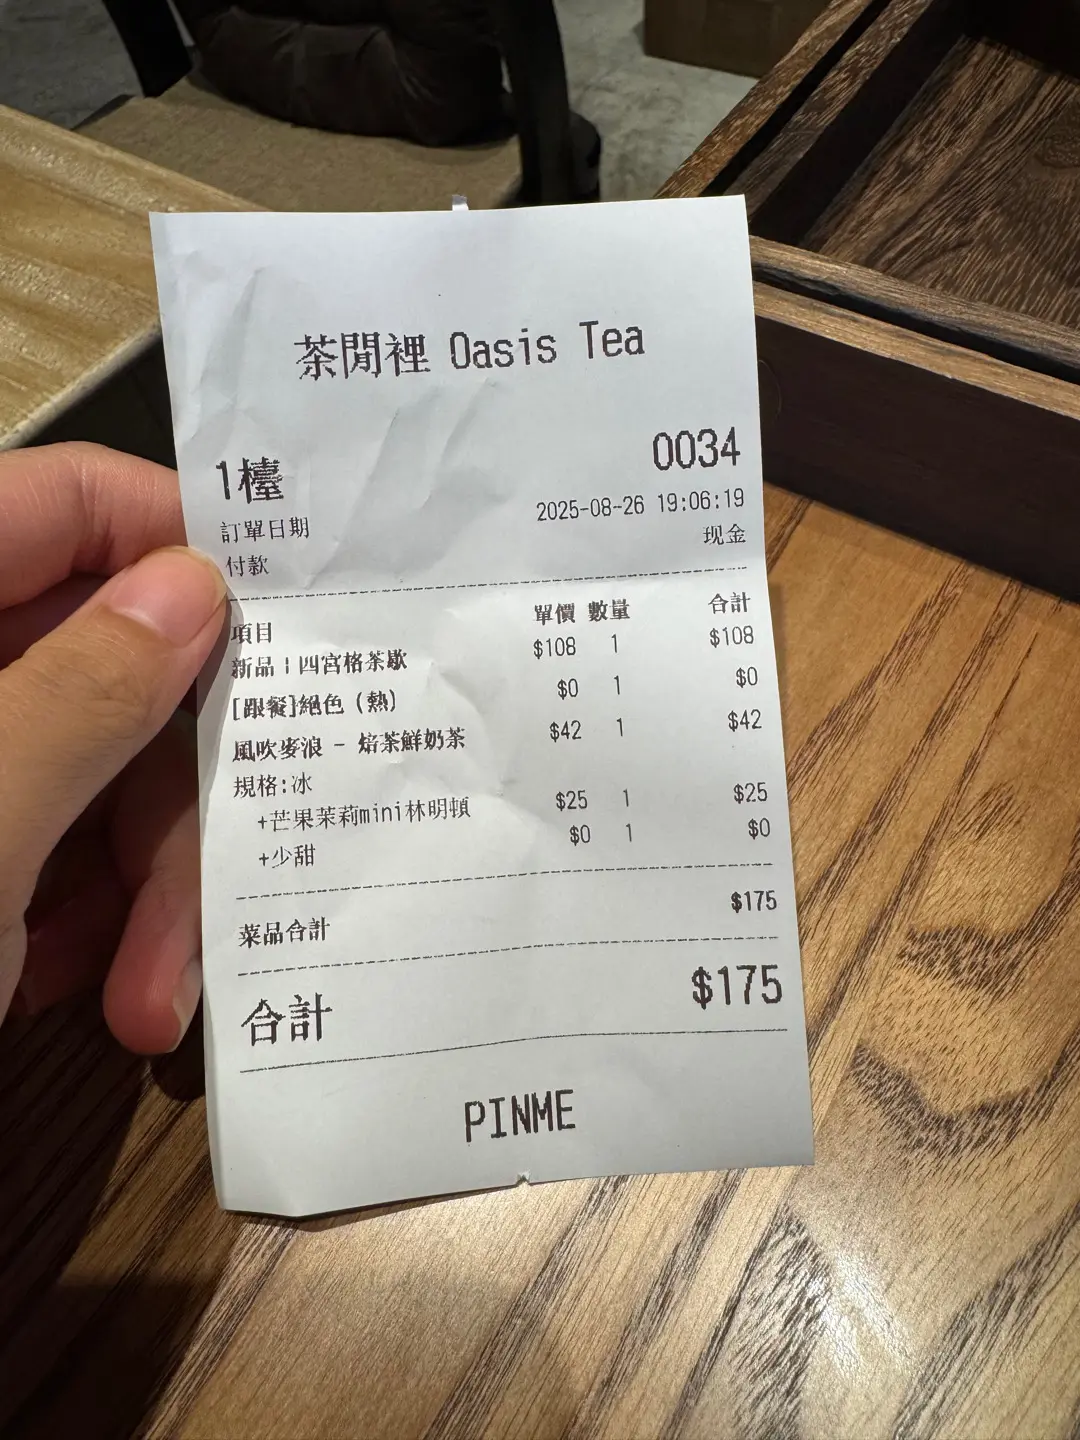 茶閒裡 Oasis Tea
1檯 0034
訂單日期 2025-08-26 19:06:19
付款 现金
項目 單價 數量 合計
新品 | 四宮格茶歇 $108 1 $108
[跟餐]絕色 (熱) $0 1 $0
風吹麥浪 - 焙茶鮮奶茶 $42 1 $42
規格:冰
+芒果茉莉mini林明頓 $25 1 $25
+少甜 $0 1 $0
菜品合計 $175
合計 $175
PINME